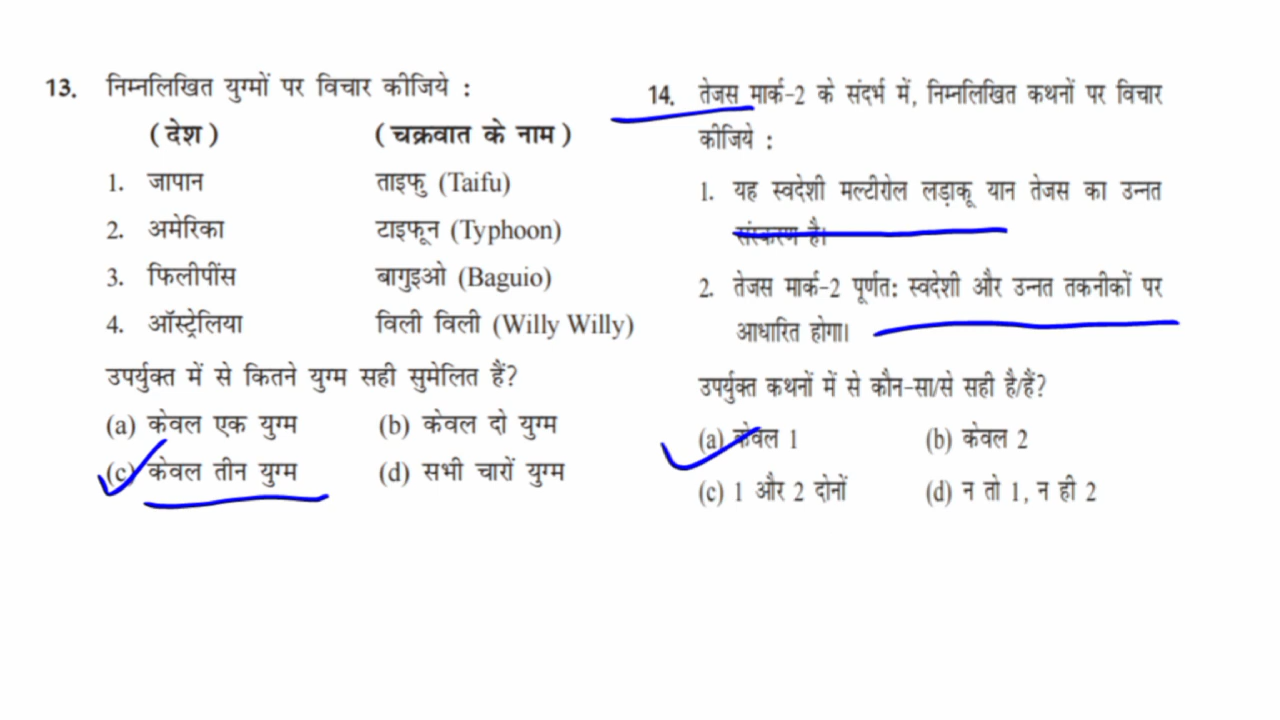 13. निम्नलिखित युग्मों पर विचार कीजिये :
(देश) (चक्रवात के नाम)
1. जापान ताइफु (Taifu)
2. अमेरिका टाइफून (Typhoon)
3. फिलीपींस बागुइओ (Baguio)
4. ऑस्ट्रेलिया विली विली (Willy Willy)
उपर्युक्त में से कितने युग्म सही सुमेलित हैं?
(a) केवल एक युग्म (b) केवल दो युग्म
(c) केवल तीन युग्म (d) सभी चारों युग्म
14. तेजस मार्क-2 के संदर्भ में, निम्नलिखित कथनों पर विचार
कीजिये :
1. यह स्वदेशी मल्टीरोल लड़ाकू यान तेजस का उन्नत
संस्करण है।
2. तेजस मार्क-2 पूर्णत: स्वदेशी और उन्नत तकनीकों पर
आधारित होगा।
उपर्युक्त कथनों में से कौन-सा/से सही है/हैं?
(a) केवल 1 (b) केवल 2
(c) 1 और 2 दोनों (d) न तो 1, न ही 2